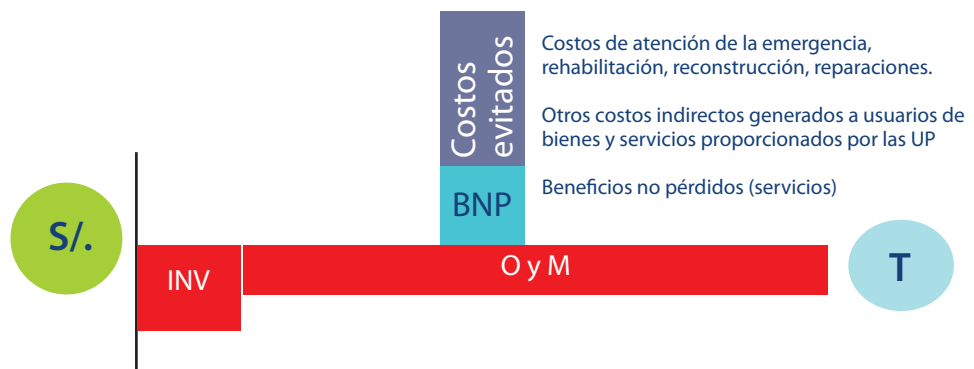 Costos
evitados
Costos de atención de la emergencia,
rehabilitación, reconstrucción, reparaciones.
Otros costos indirectos generados a usuarios de
bienes y servicios proporcionados por las UP
BNP
Beneficios no pérdidos (servicios)
S/.
INV
O y M
T